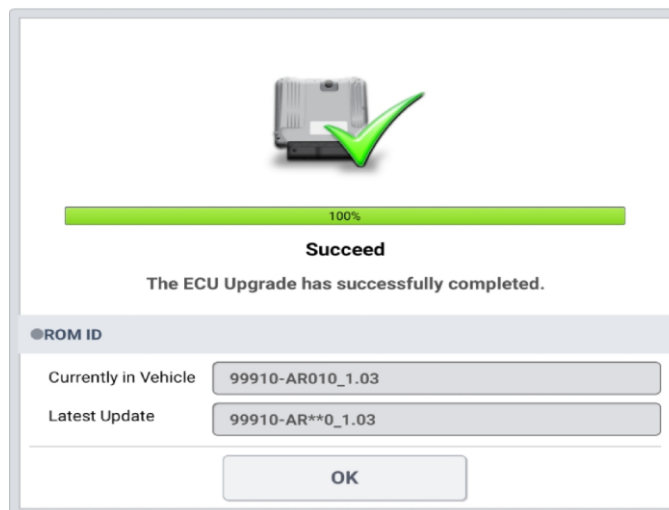 100%
Succeed
The ECU Upgrade has successfully completed.
ROM ID
Currently in Vehicle 99910-AR010_1.03
Latest Update 99910-AR**0_1.03
OK